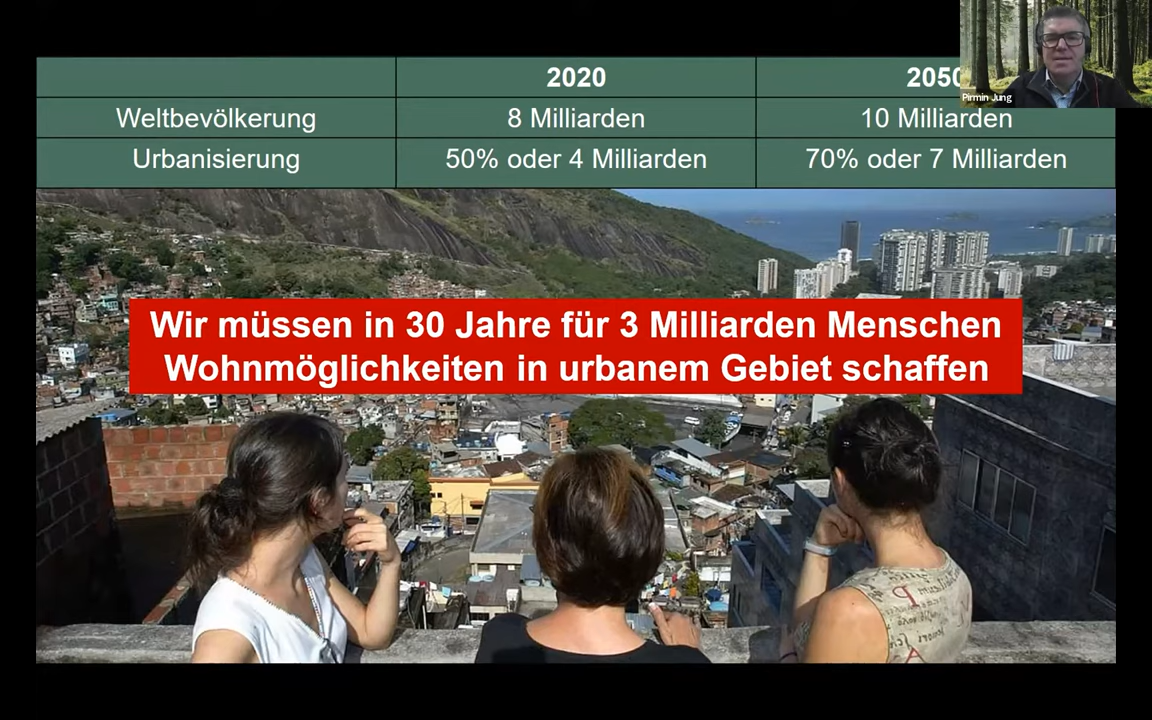 2020 2050
Weltbevölkerung 8 Milliarden 10 Milliarden
Urbanisierung 50% oder 4 Milliarden 70% oder 7 Milliarden
Pirmin Jung
Wir müssen in 30 Jahre für 3 Milliarden Menschen
Wohnmöglichkeiten in urbanem Gebiet schaffen